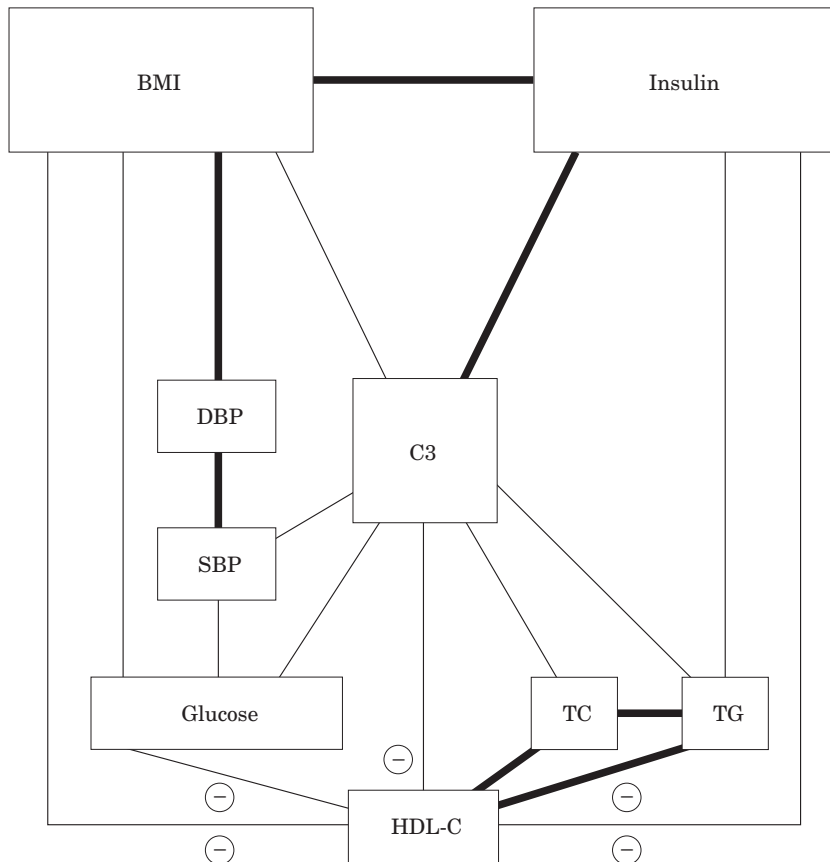 BMI
Insulin
DBP
C3
SBP
Glucose
TC
TG
−
−
−
HDL-C
−
−